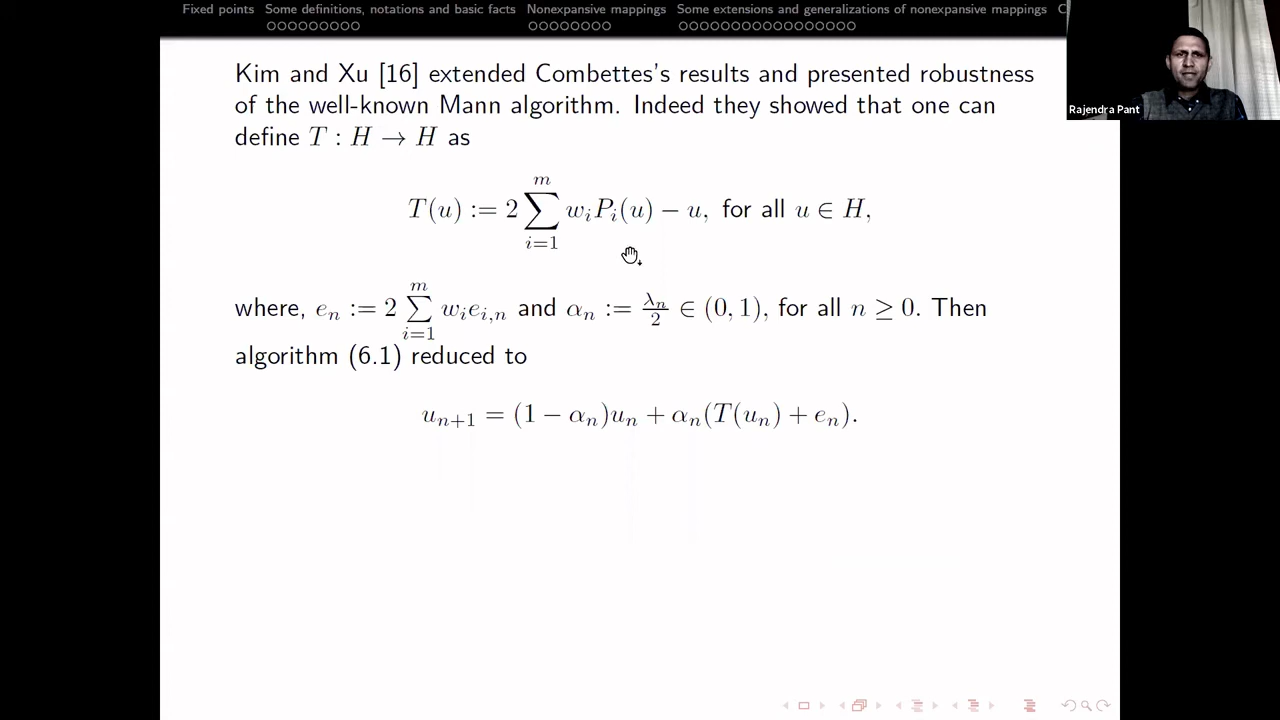 Fixed points Some definitions, notations and basic facts Nonexpansive mappings Some extensions and generalizations of nonexpansive mappings C
Rajendra Pant
Kim and Xu [16] extended Combettes's results and presented robustness
of the well-known Mann algorithm. Indeed they showed that one can
define T : H → H as
T(u) := 2 ∑_{i=1}^{m} w_i P_i(u) − u, for all u ∈ H,
where, e_n := 2 ∑_{i=1}^{m} w_i e_{i,n} and α_n := λ_n/2 ∈ (0, 1), for all n ≥ 0. Then
algorithm (6.1) reduced to
u_{n+1} = (1 − α_n)u_n + α_n(T(u_n) + e_n).